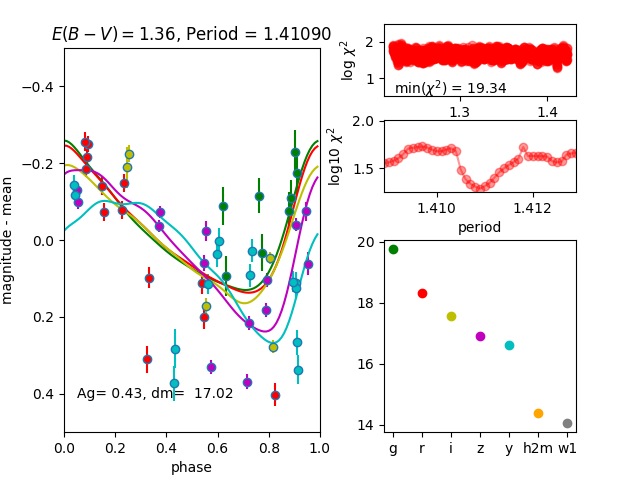 E(B − V) = 1.36, Period = 1.41090
magnitude - mean
−0.4
−0.2
0.0
0.2
0.4
Ag= 0.43, dm= 17.02
0.0 0.2 0.4 0.6 0.8 1.0
phase
log χ²
2
1
min(χ²) = 19.34
1.3 1.4
log10 χ²
2.0
1.5
1.410 1.412
period
20
18
16
14
g r i z y h2m w1